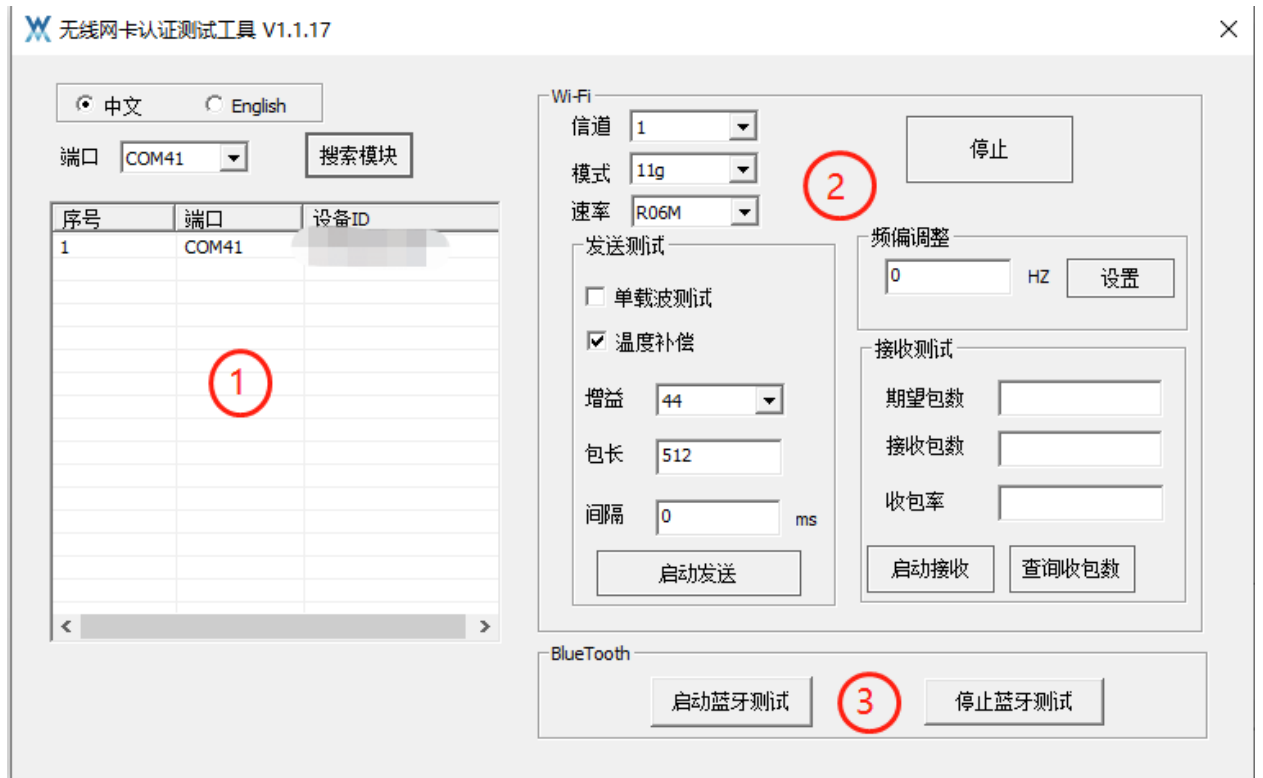 无线网卡认证测试工具 V1.1.17
中文 English
端口 COM41 搜索模块
序号 端口 设备ID
1 COM41
1
Wi-Fi
信道 1
模式 11g
速率 R06M
2
停止
发送测试
单载波测试
温度补偿
增益 44
包长 512
间隔 0 ms
启动发送
频偏调整
0 HZ 设置
接收测试
期望包数
接收包数
收包率
启动接收 查询收包数
BlueTooth
启动蓝牙测试 3 停止蓝牙测试